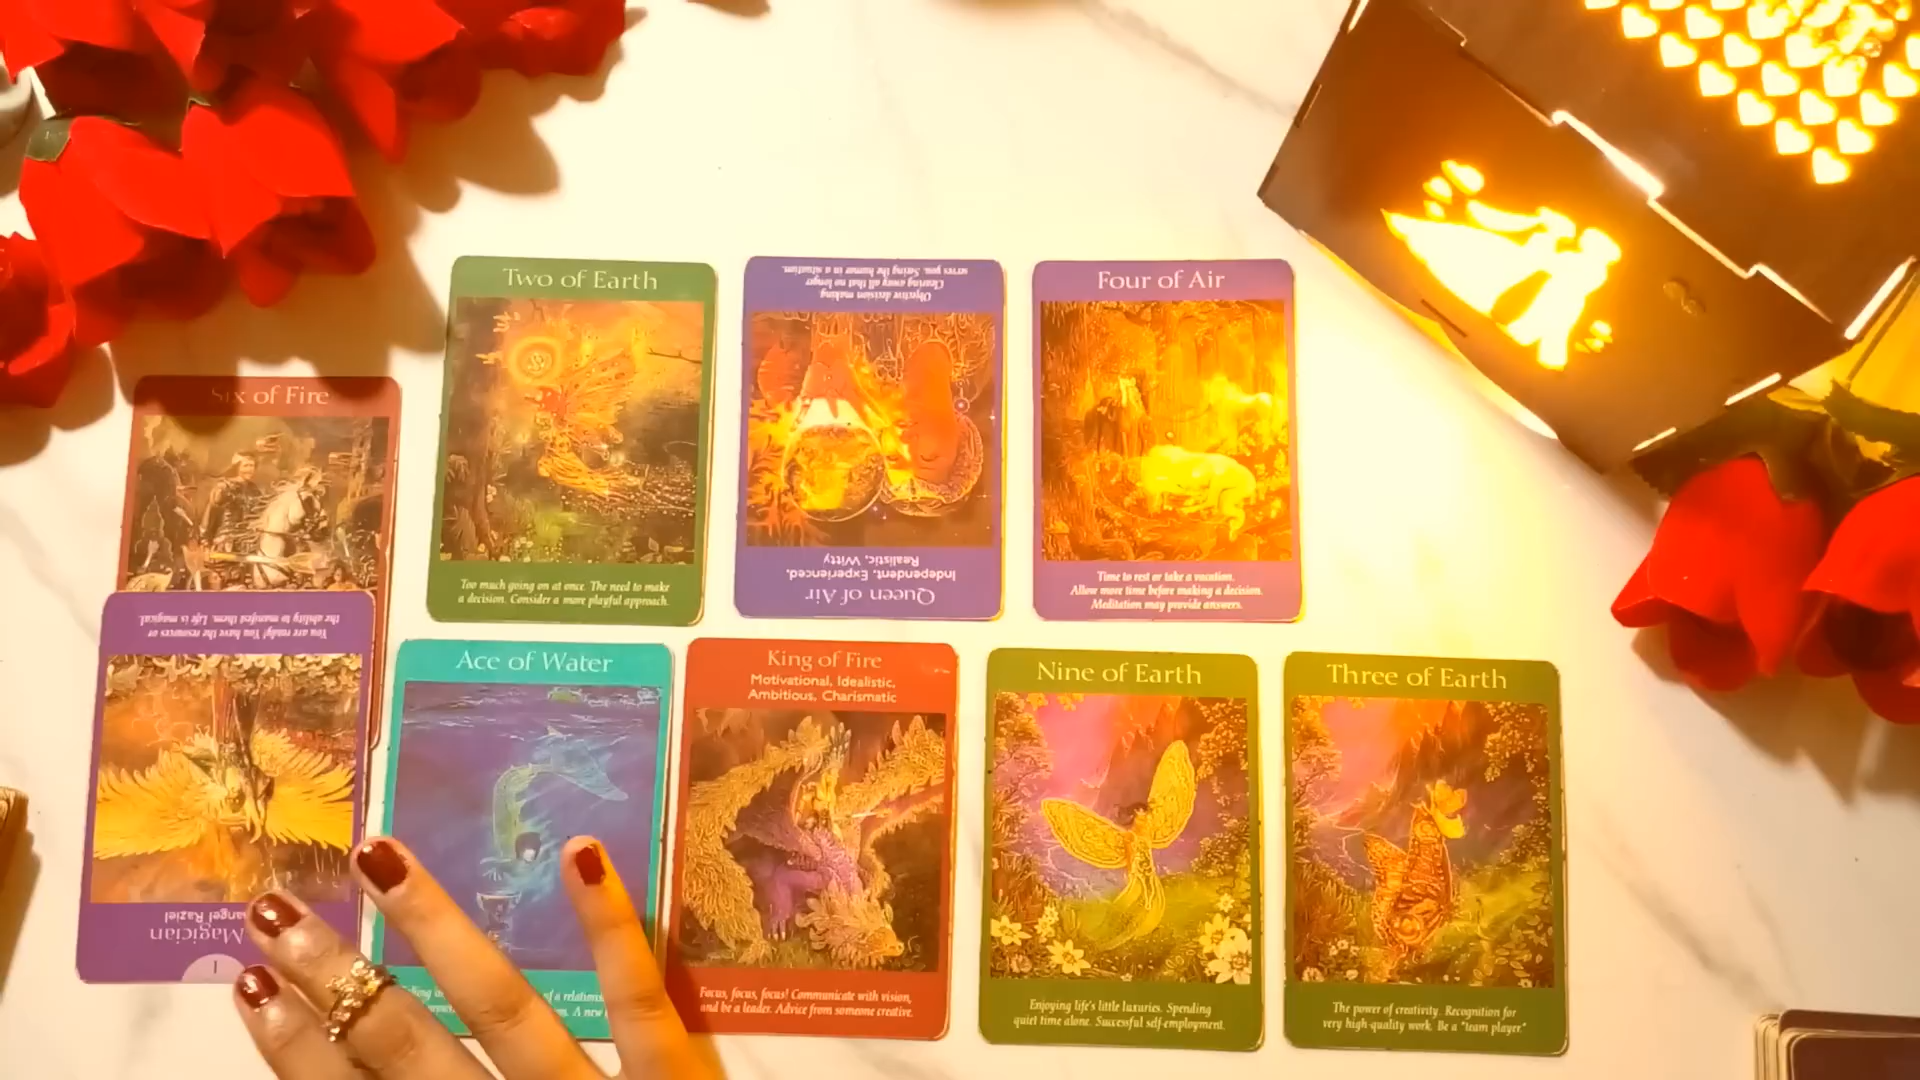 Two of Earth
Too much going on at once. The need to make
a decision. Consider a more playful approach.
Queen of Air
Independent, Experienced,
Realistic, Witty
Objective decision making
Clearing away all that no longer
serves you. Seeing the humor in a situation.
Four of Air
Time to rest or take a vacation.
Allow more time before making a decision.
Meditation may provide answers.
Six of Fire
I
Magician
angel Raziel
You are ready! You have the resources or
the ability to manifest them. Life is magical.
Ace of Water
of a relations
A new
King of Fire
Motivational, Idealistic,
Ambitious, Charismatic
Focus, focus, focus! Communicate with vision,
and be a leader. Advice from someone creative.
Nine of Earth
Enjoying life's little luxuries. Spending
quiet time alone. Successful self-employment.
Three of Earth
The power of creativity. Recognition for
very high-quality work. Be a "team player."